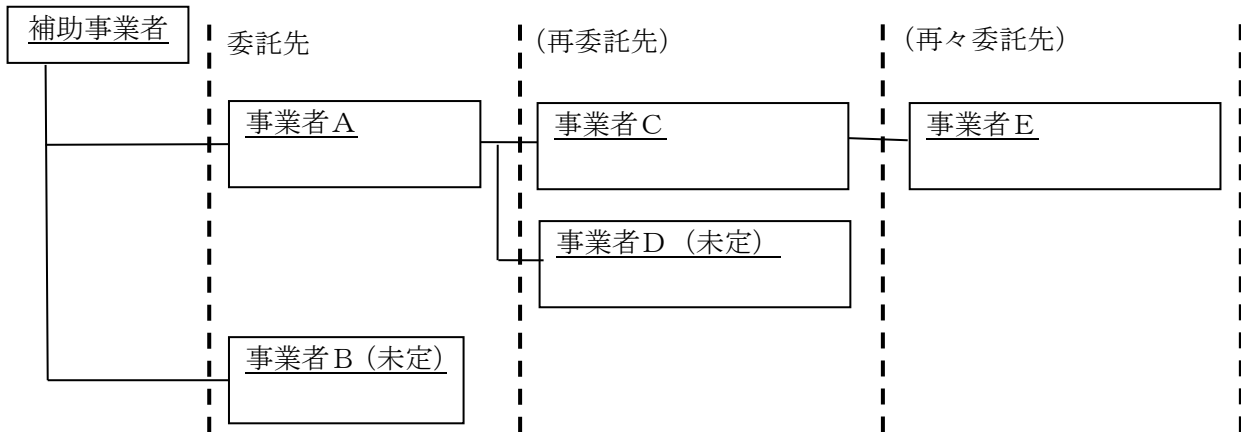 補助事業者
委託先
(再委託先)
(再々委託先)
事業者A
事業者C
事業者E
事業者D（未定）
事業者B（未定）